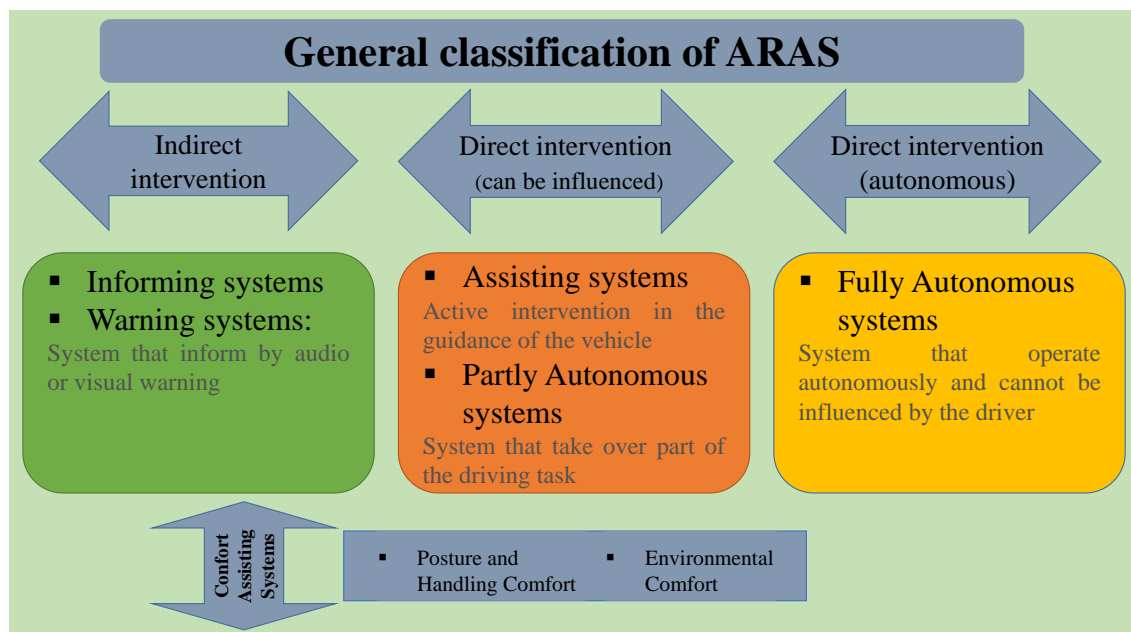 General classification of ARAS
Indirect
intervention
Direct intervention
(can be influenced)
Direct intervention
(autonomous)
▪ Informing systems
▪ Warning systems:
System that inform by audio
or visual warning
▪ Assisting systems
Active intervention in the
guidance of the vehicle
▪ Partly Autonomous
systems
System that take over part of
the driving task
▪ Fully Autonomous
systems
System that operate
autonomously and cannot be
influenced by the driver
Confort
Assisting
Systems
▪ Posture and
Handling Comfort
▪ Environmental
Comfort